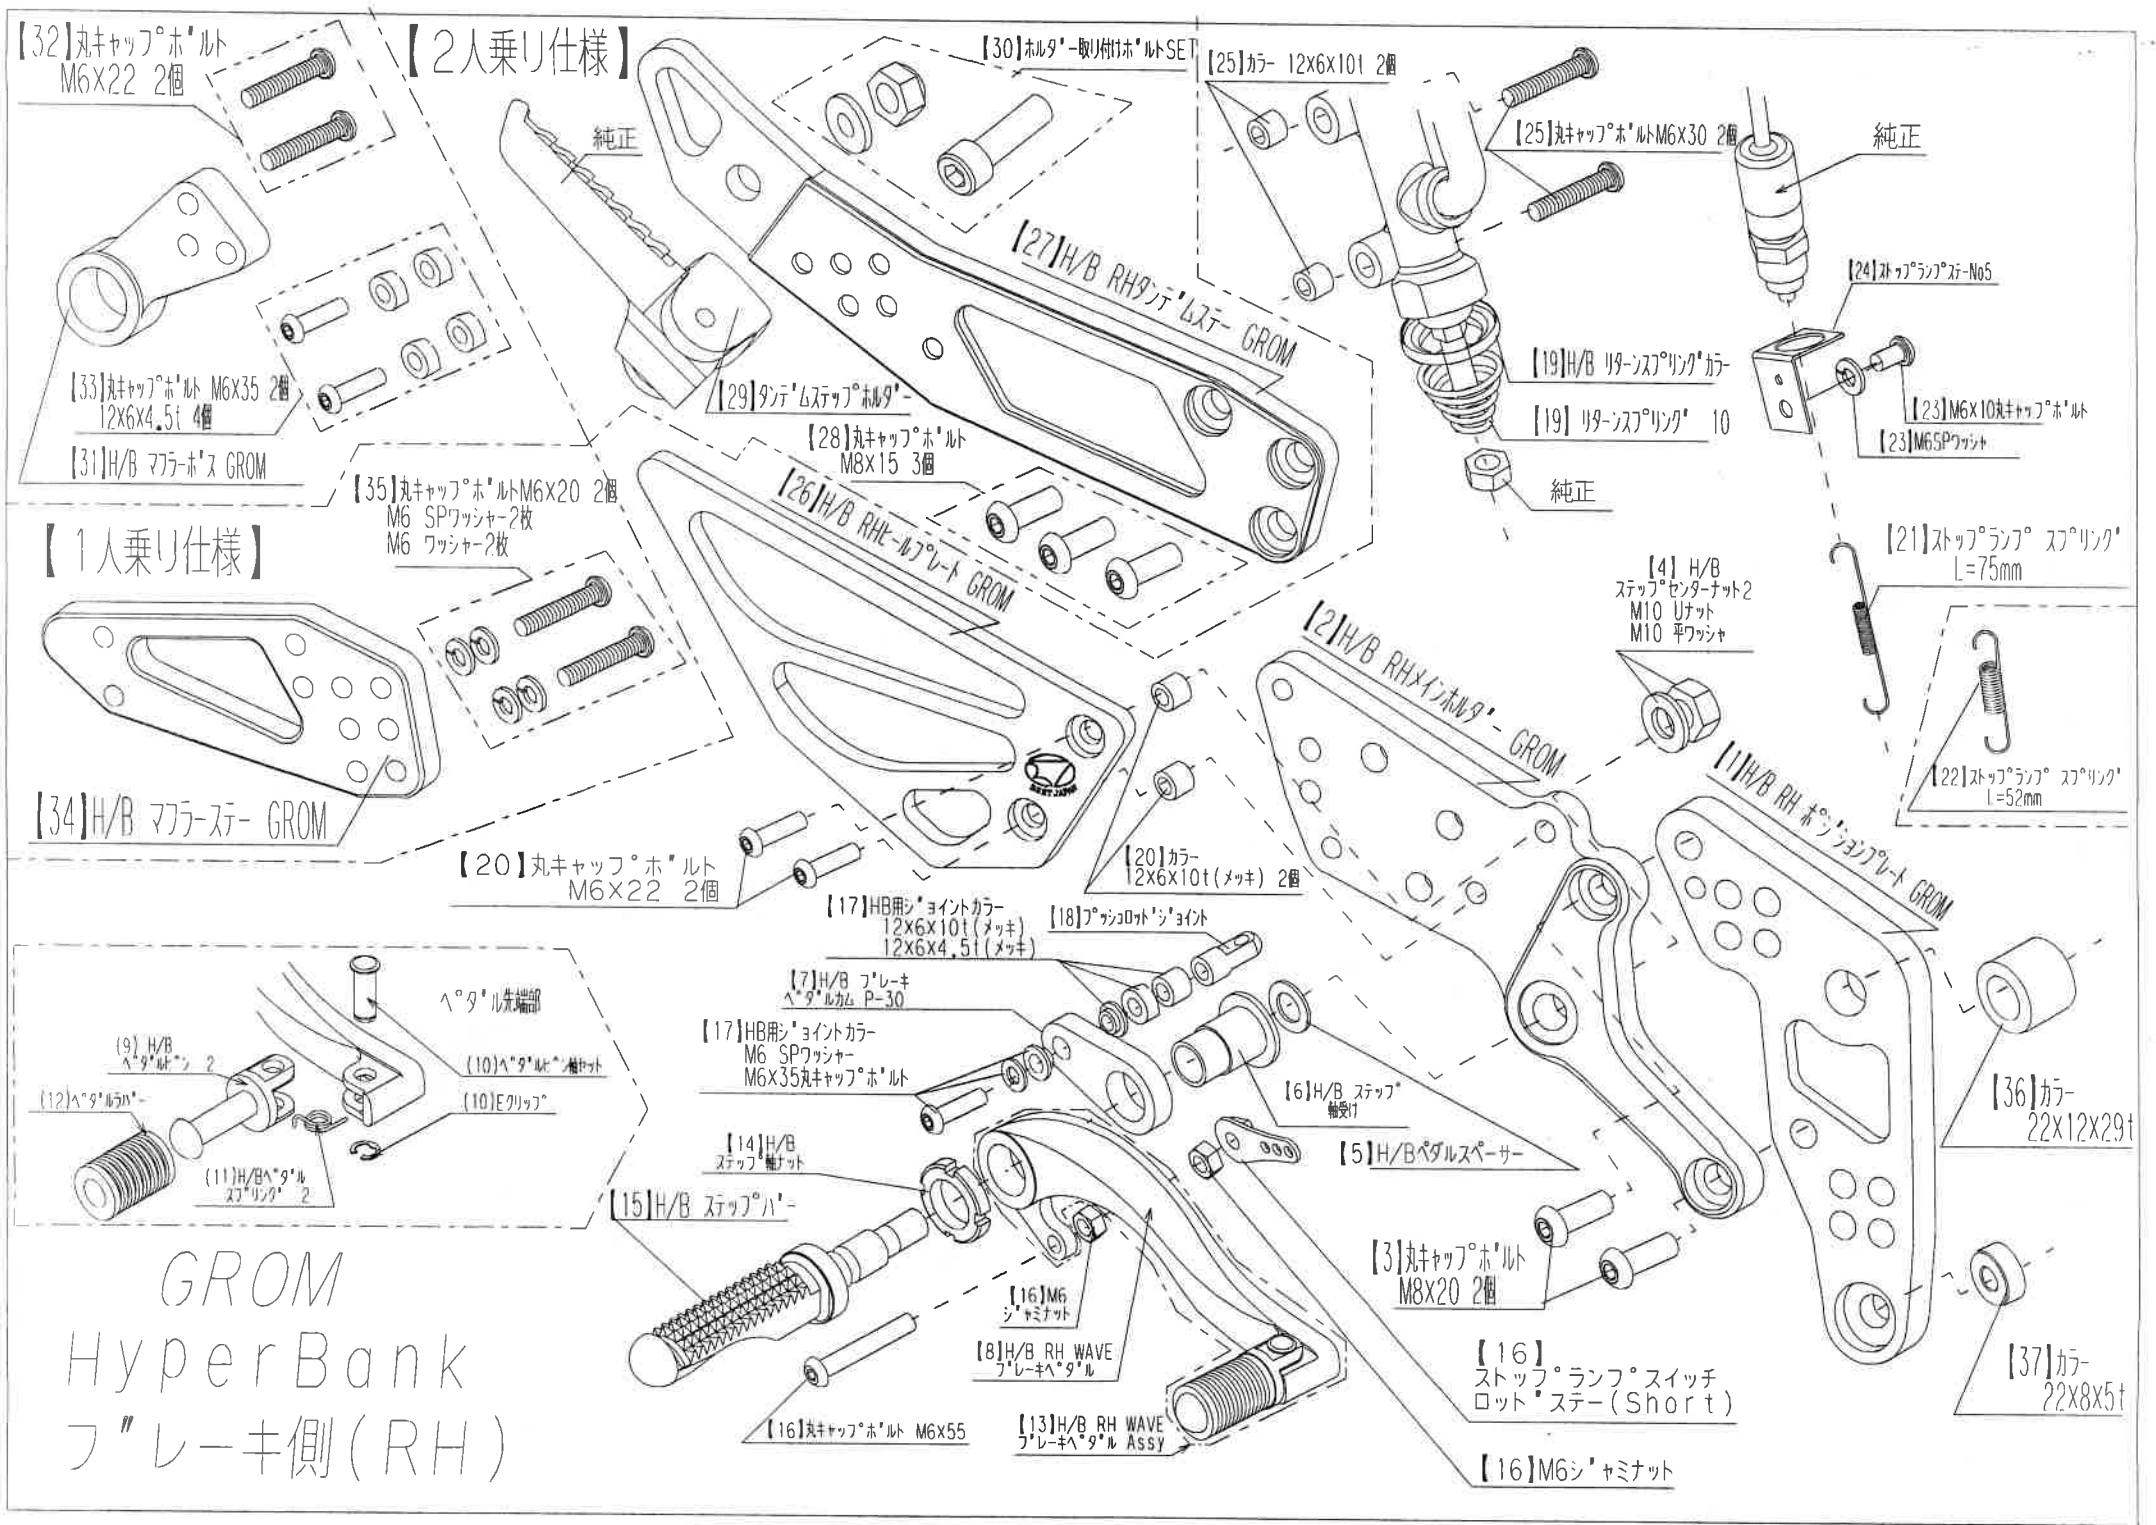 【32】丸キャップボルト
M6X22 2個
【2人乗り仕様】
純正
【30】ホルダー取り付けボルトSET
【25】カラー 12x6x10t 2個
【25】丸キャップボルトM6X30 2個
純正
【24】ストップランプステーNo5
【27】H/B RHタンデムステー GROM
【33】丸キャップボルト M6X35 2個
12x6x4.5t 4個
【31】H/B マフラーボス GROM
【29】タンデムステップホルダー
【28】丸キャップボルト
M8X15 3個
【19】H/B リターンスプリングカラー
【19】リターンスプリング 10
純正
【23】M6X10丸キャップボルト
【23】M6SPワッシャ
【35】丸キャップボルトM6X20 2個
M6 SPワッシャー2枚
M6 ワッシャー2枚
【1人乗り仕様】
【26】H/B RHヒールプレート GROM
【4】 H/B
ステップセンターナット2
M10 Uナット
M10 平ワッシャ
【21】ストップランプ スプリング
L=75mm
【22】ストップランプ スプリング
L=52mm
【2】H/B RHメインホルダー GROM
【1】H/B RH ポジションプレート GROM
BEET JAPAN
【34】H/B マフラーステー GROM
【20】丸キャップボルト
M6X22 2個
【20】カラー
12x6x10t(メッキ) 2個
【17】HB用ジョイントカラー
12x6x10t(メッキ)
12x6x4.5t(メッキ)
【18】プッシュロッドジョイント
【7】H/B ブレーキ
ペダルカム P-30
【17】HB用ジョイントカラー
M6 SPワッシャー
M6X35丸キャップボルト
【6】H/B ステップ
軸受け
【5】H/Bペダルスペーサー
【36】カラー
22X12X29t
ペダル先端部
(9) H/B
ペダルピン 2
(10)ペダルピン軸セット
(10)Eクリップ
(12)ペダルラバー
(11)H/Bペダル
スプリング 2
【14】H/B
ステップ軸ナット
【15】H/B ステップバー
【3】丸キャップボルト
M8X20 2個
【16】M6
ジャミナット
【8】H/B RH WAVE
ブレーキペダル
【16】丸キャップボルト M6X55
【13】H/B RH WAVE
ブレーキペダル Assy
【16】
ストップランプスイッチ
ロッドステー(Short)
【16】M6ジャミナット
【37】カラー
22X8X5t
GROM
HyperBank
ブレーキ側(RH)